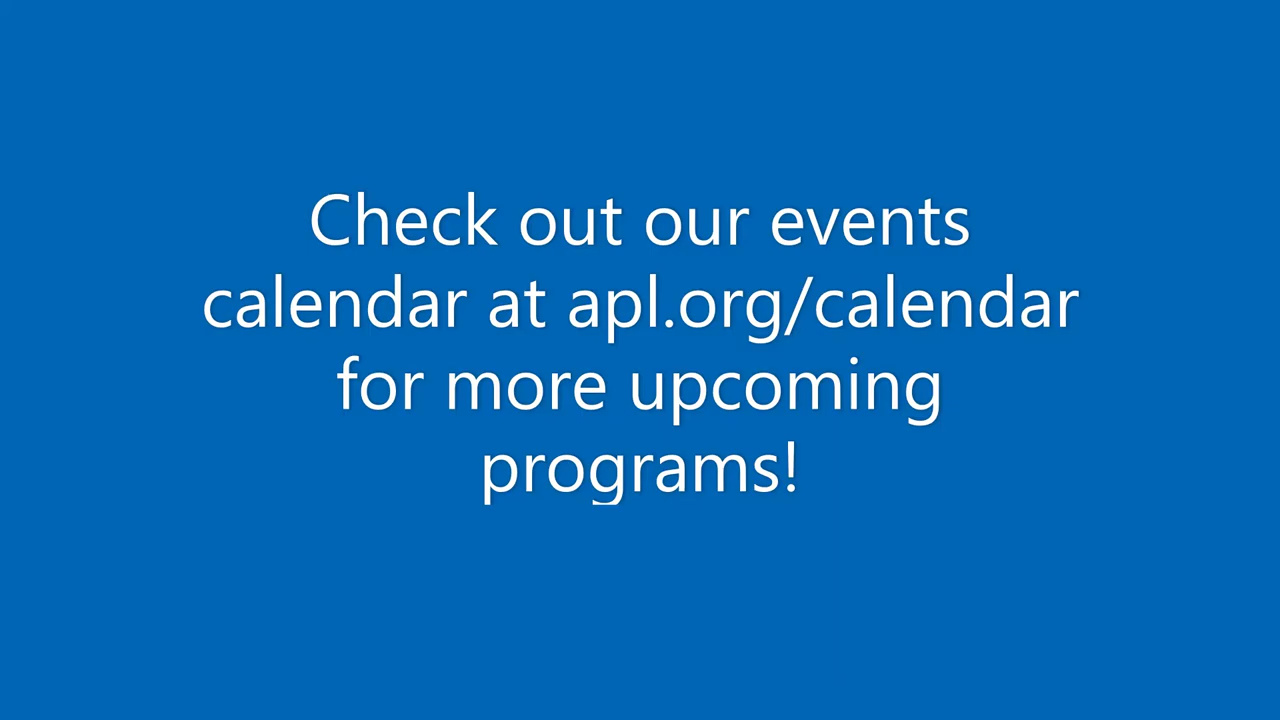 Check out our events
calendar at apl.org/calendar
for more upcoming
programs!